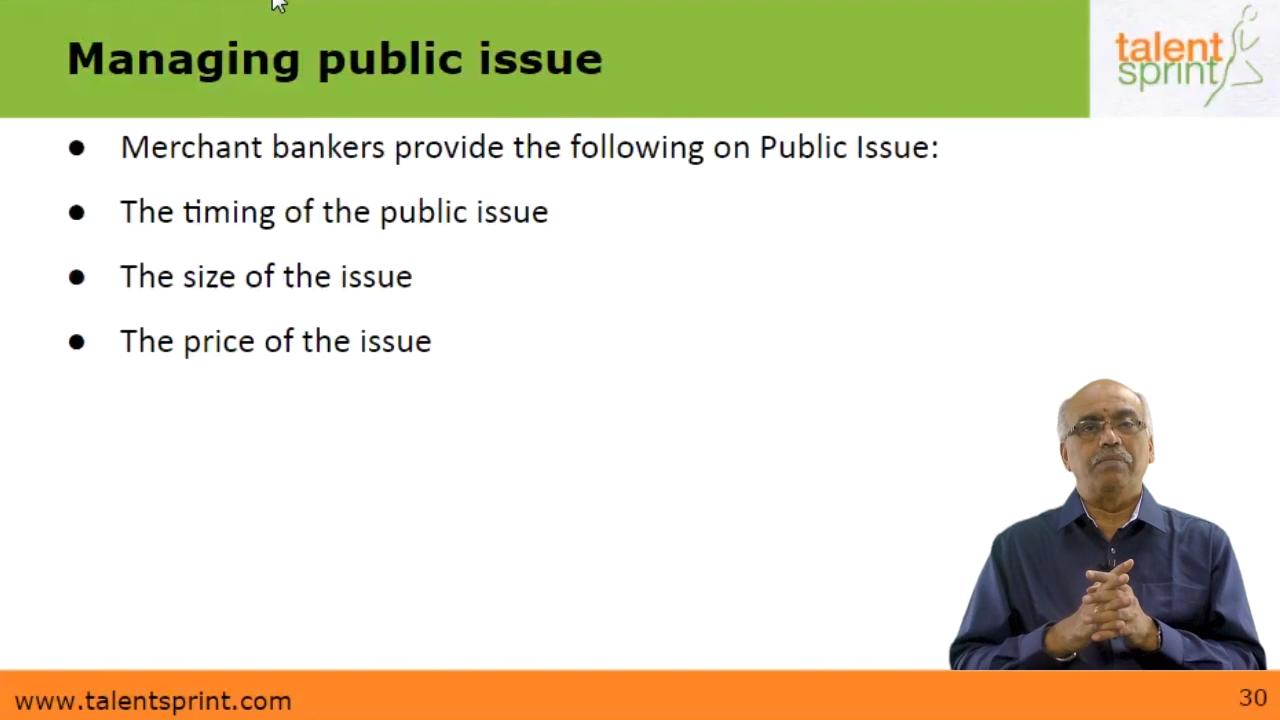 Managing public issue
talent
sprint
● Merchant bankers provide the following on Public Issue:
● The timing of the public issue
● The size of the issue
● The price of the issue
www.talentsprint.com
30